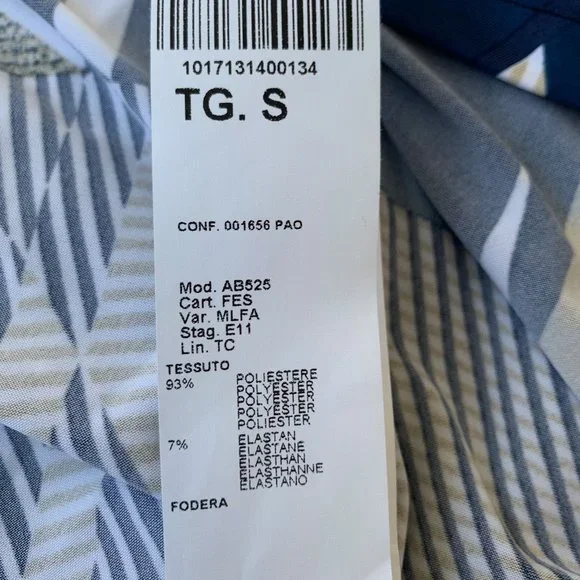 1017131400134
TG. S
CONF. 001656 PAO
Mod. AB525
Cart. FES
Var. MLFA
Stag. E11
Lin. TC
TESSUTO
93% POLIESTERE
POLYESTER
POLYESTER
POLYESTER
POLIESTER
7% ELASTAN
ELASTANE
ELASTHAN
ELASTHANNE
ELASTANO
FODERA